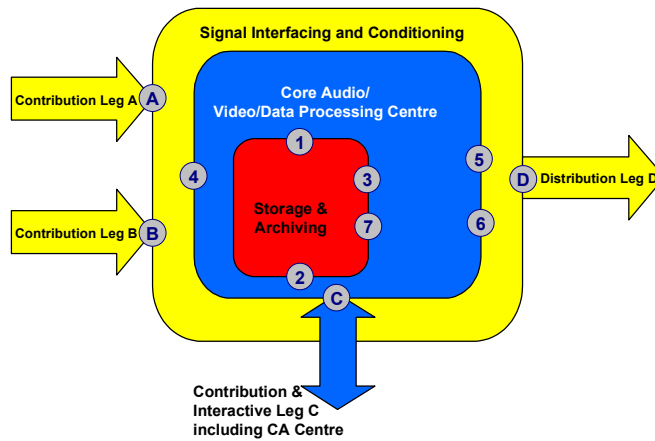 Signal Interfacing and Conditioning
Core Audio/
Video/Data Processing Centre
Contribution Leg A
A
1
4
3
5
D
Distribution Leg D
Storage &
Archiving
Contribution Leg B
B
7
6
2
C
Contribution &
Interactive Leg C
including CA Centre